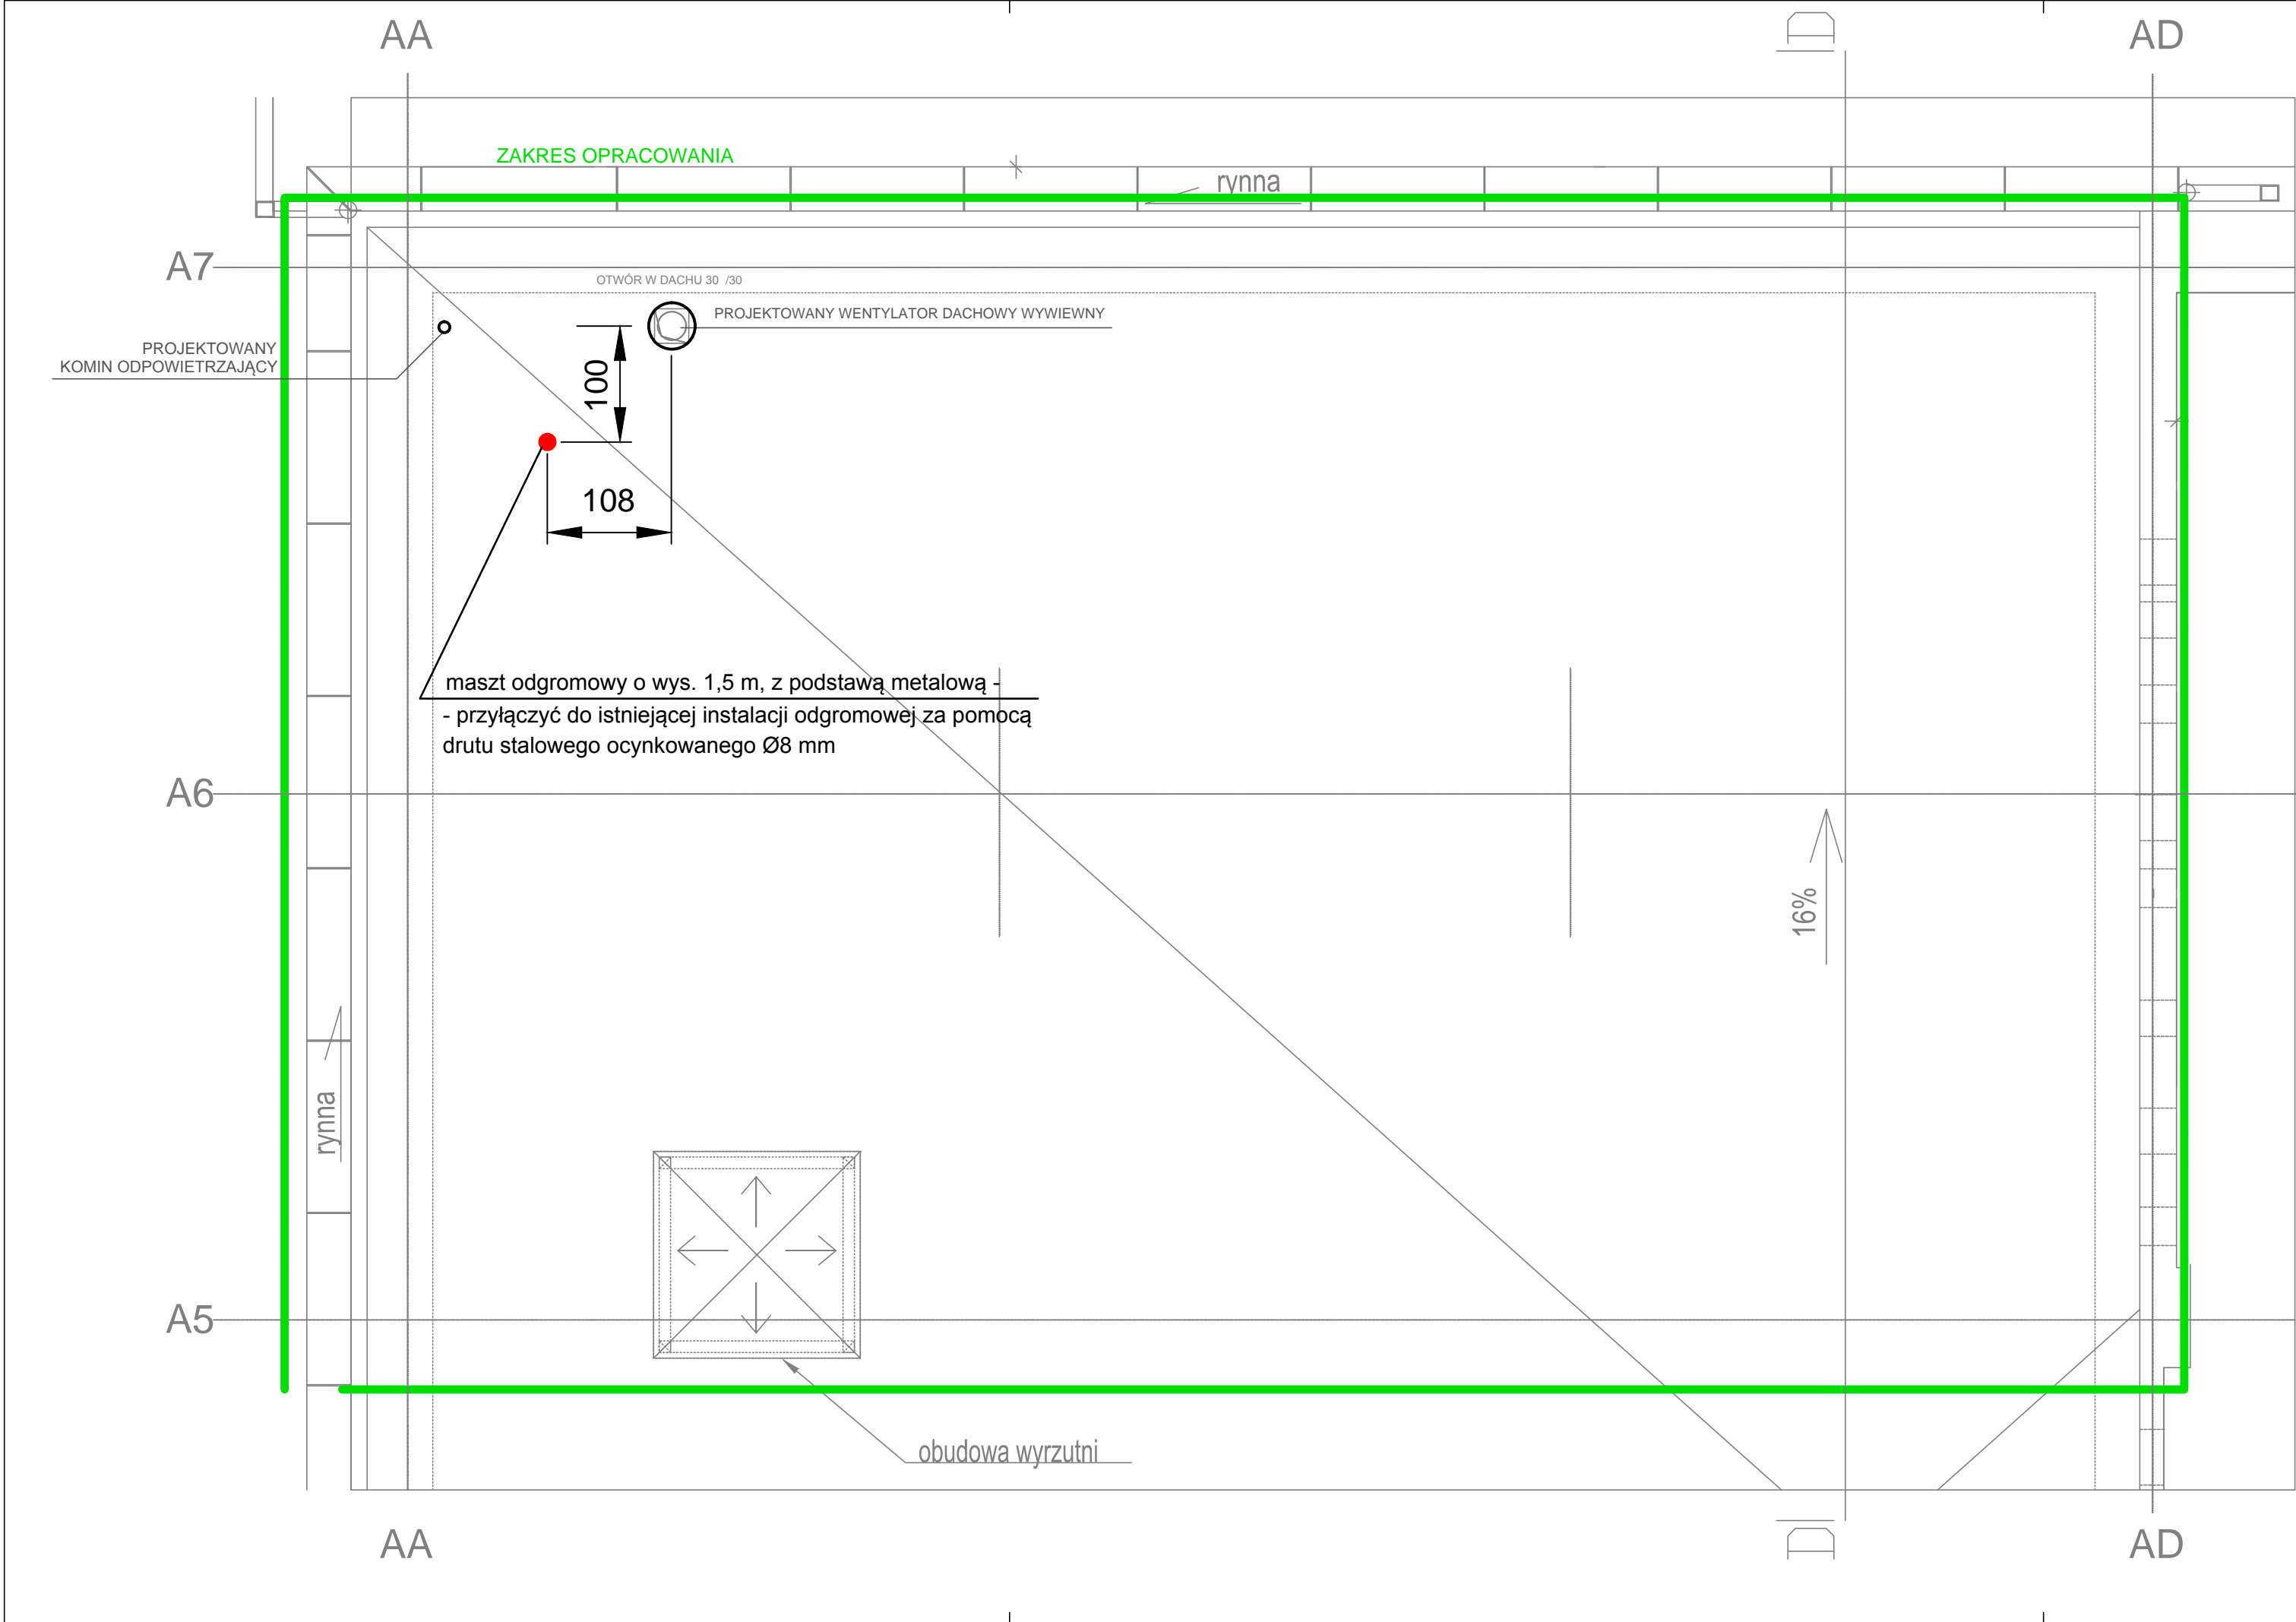 AA
D
AD
ZAKRES OPRACOWANIA
rynna
A7
OTWÓR W DACHU 30 /30
PROJEKTOWANY WENTYLATOR DACHOWY WYWIEWNY
PROJEKTOWANY
KOMIN ODPOWIETRZAJĄCY
100
108
maszt odgromowy o wys. 1,5 m, z podstawą metalową -
- przyłączyć do istniejącej instalacji odgromowej za pomocą
drutu stalowego ocynkowanego Ø8 mm
A6
16%
rynna
A5
obudowa wyrzutni
AA
D
AD